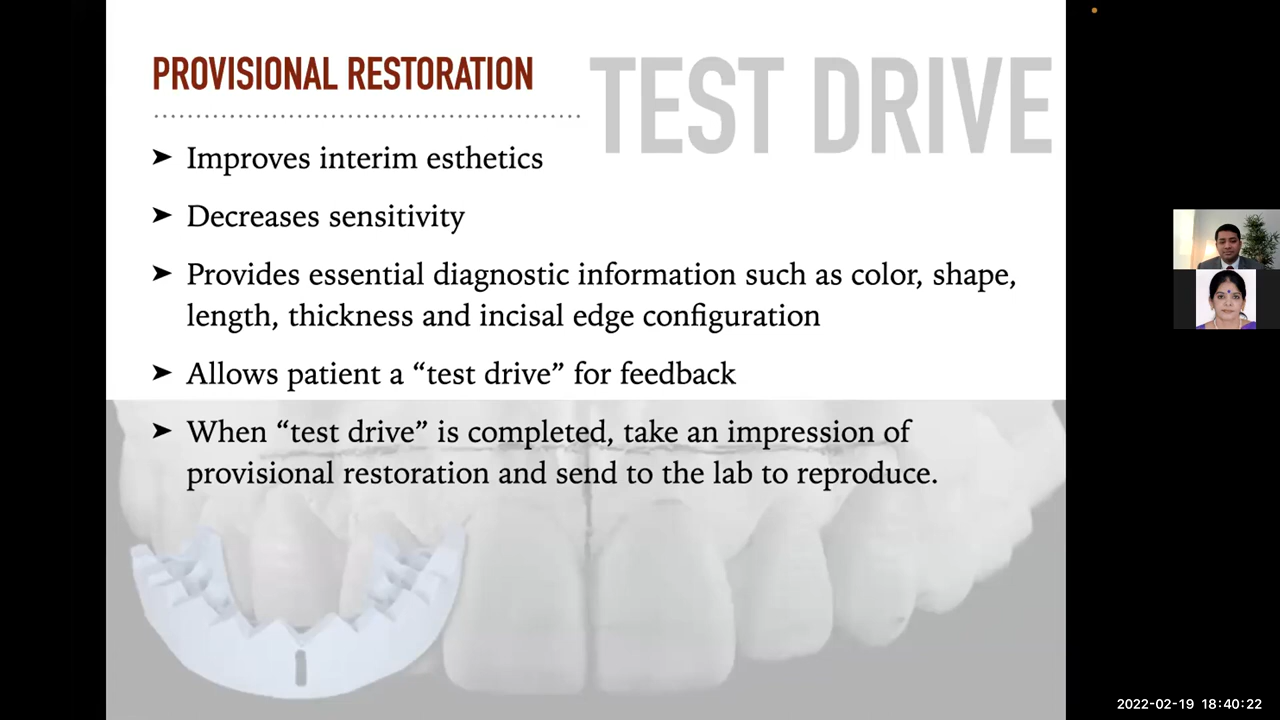 PROVISIONAL RESTORATION
TEST DRIVE
➤ Improves interim esthetics
➤ Decreases sensitivity
➤ Provides essential diagnostic information such as color, shape,
length, thickness and incisal edge configuration
➤ Allows patient a “test drive” for feedback
➤ When “test drive” is completed, take an impression of
provisional restoration and send to the lab to reproduce.
2022-02-19 18:40:22